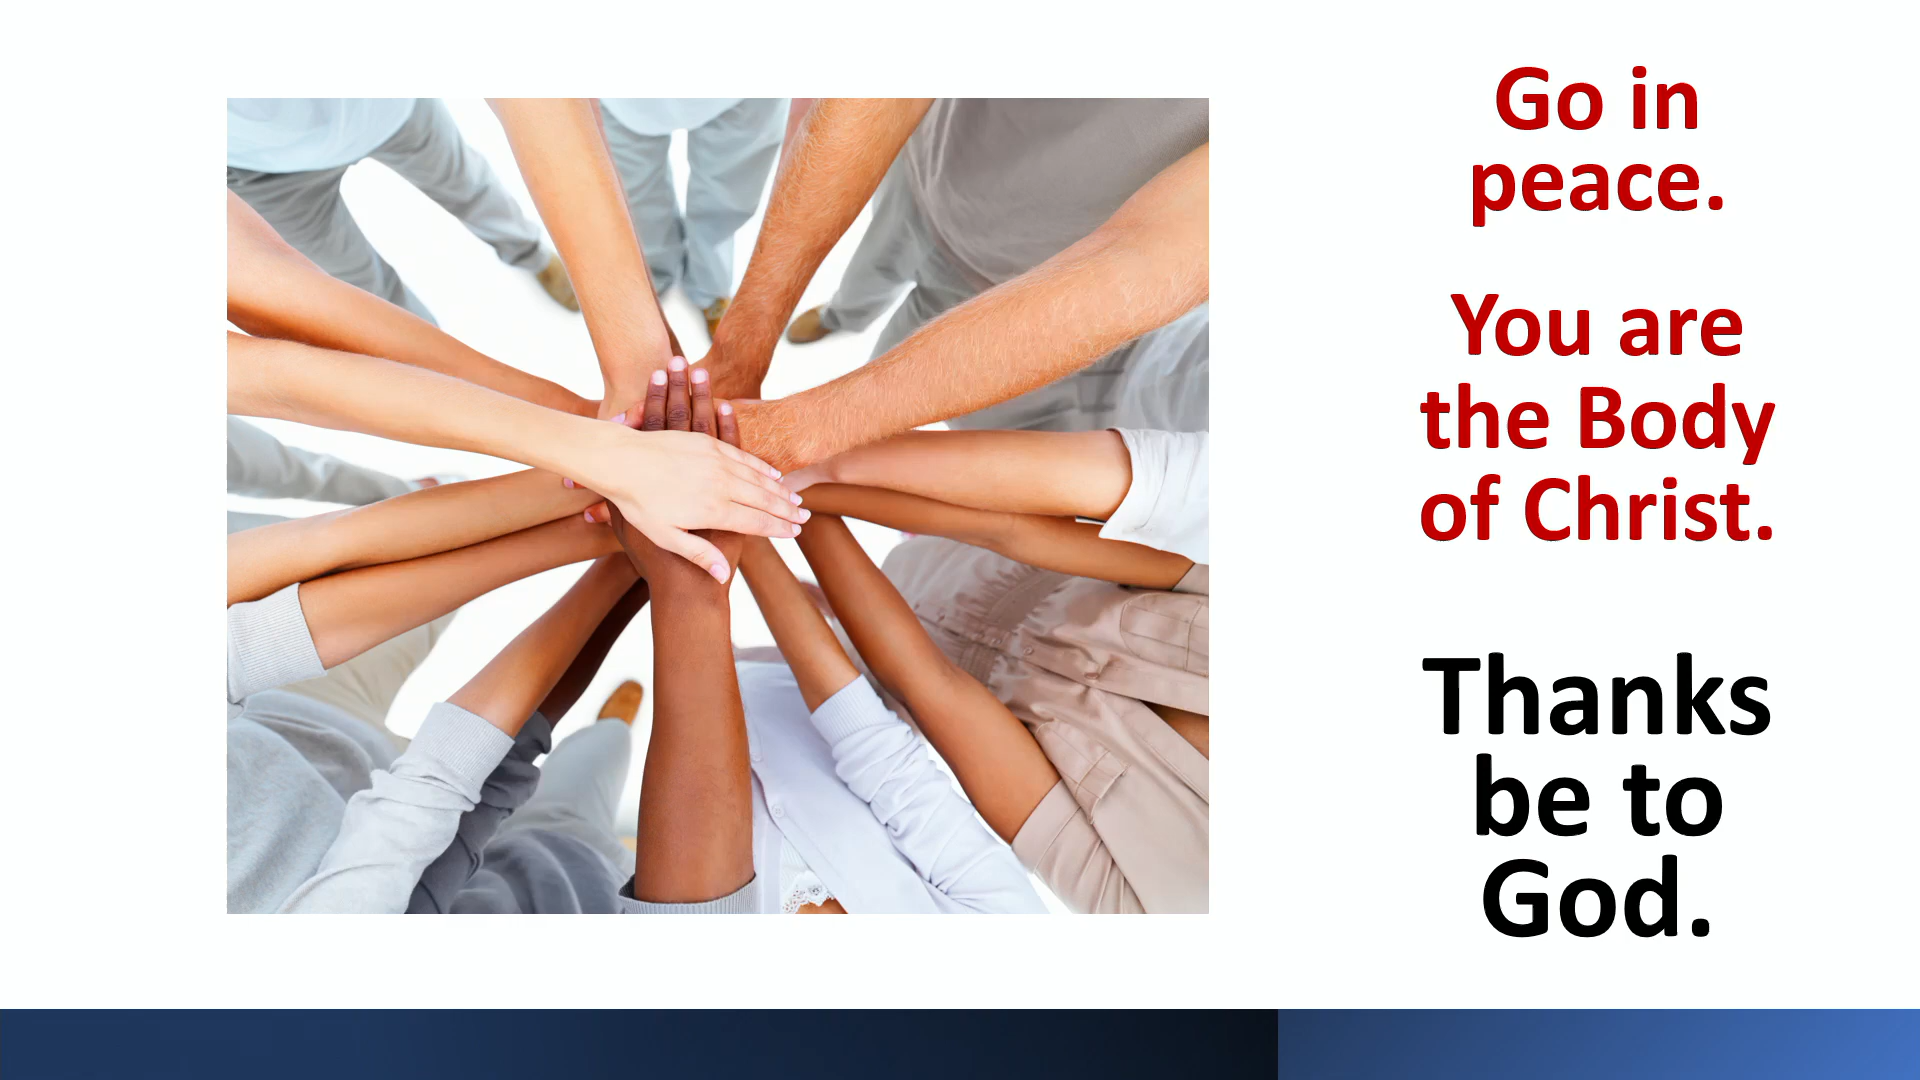 Go in
peace.
You are
the Body
of Christ.
Thanks
be to
God.